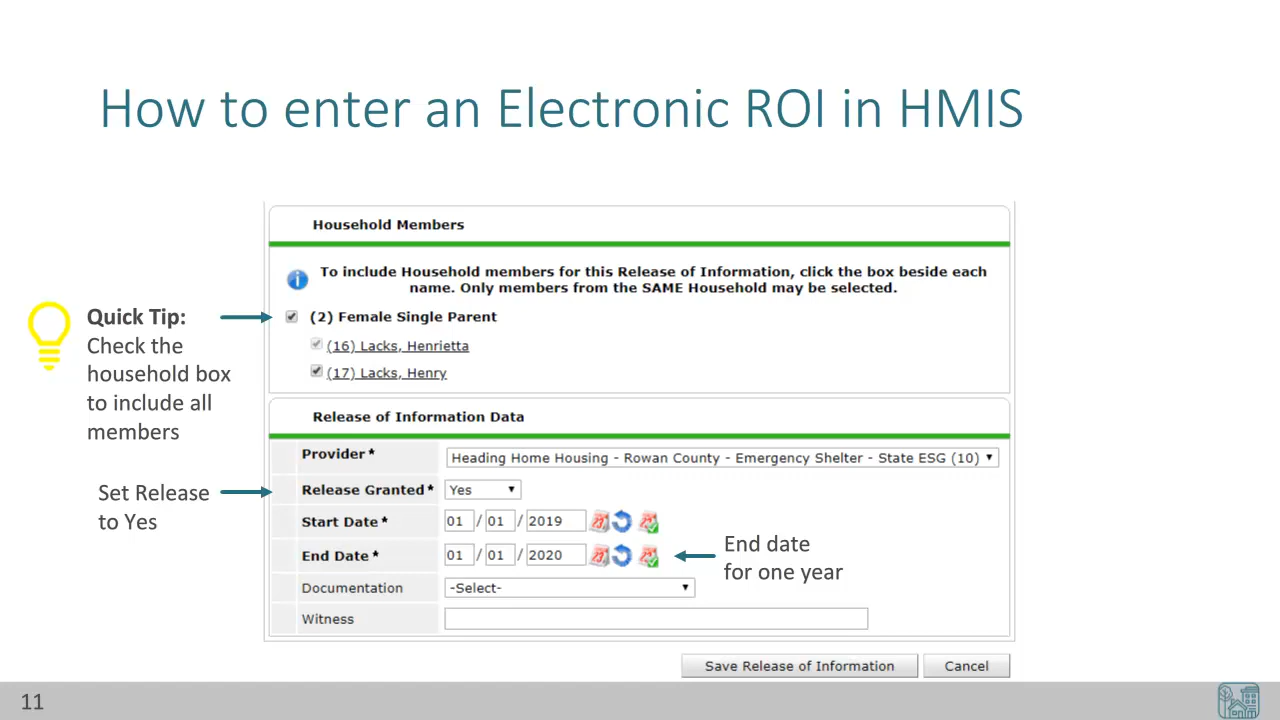 How to enter an Electronic ROI in HMIS
Household Members
To include Household members for this Release of Information, click the box beside each
name. Only members from the SAME Household may be selected.
Quick Tip:
Check the
household box
to include all
members
(2) Female Single Parent
(16) Lacks, Henrietta
(17) Lacks, Henry
Release of Information Data
Provider * Heading Home Housing - Rowan County - Emergency Shelter - State ESG (10)
Set Release
to Yes
Release Granted * Yes
Start Date * 01 / 01 / 2019
End Date * 01 / 01 / 2020
End date
for one year
Documentation -Select-
Witness
Save Release of Information Cancel
11